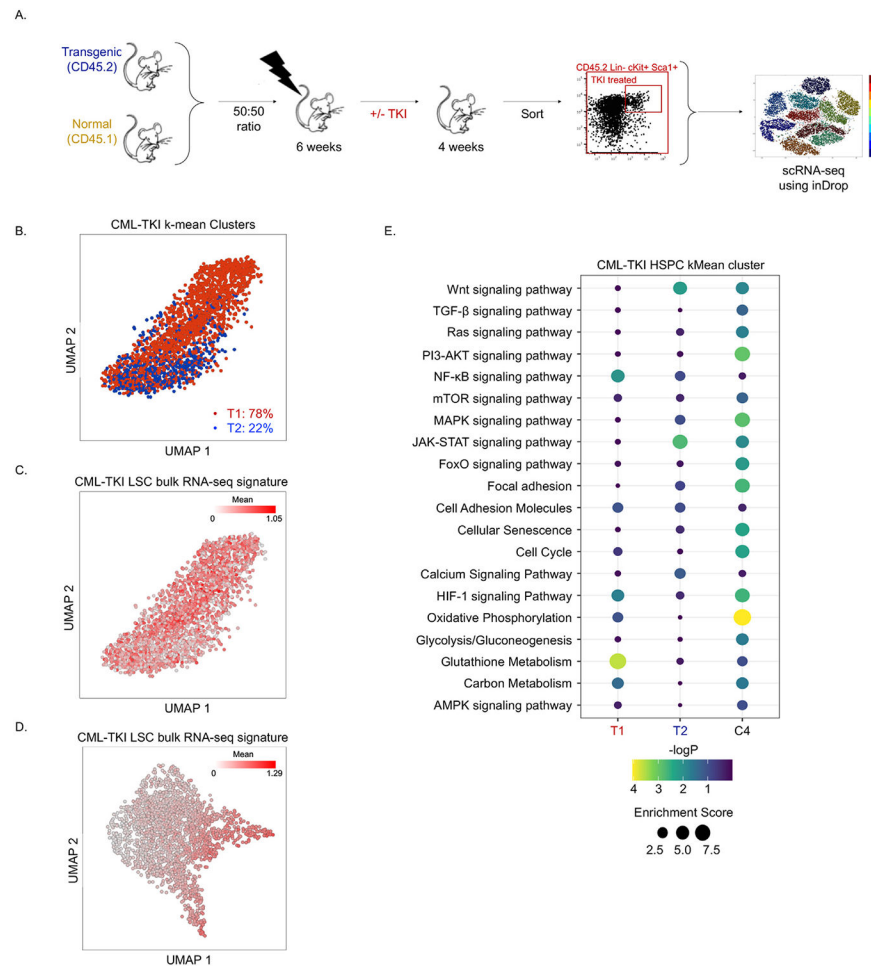 A.
Transgenic
(CD45.2)
Normal
(CD45.1)
50:50
ratio
6 weeks
+/- TKI
4 weeks
Sort
CD45.2 Lin- cKit+ Sca1+
TKI treated
scRNA-seq
using inDrop
B.
CML-TKI k-mean Clusters
UMAP 2
T1: 78%
T2: 22%
UMAP 1
C.
CML-TKI LSC bulk RNA-seq signature
Mean
0 1.05
UMAP 2
UMAP 1
D.
CML-TKI LSC bulk RNA-seq signature
Mean
0 1.29
UMAP 2
UMAP 1
E.
CML-TKI HSPC kMean cluster
Wnt signaling pathway
TGF-β signaling pathway
Ras signaling pathway
PI3-AKT signaling pathway
NF-κB signaling pathway
mTOR signaling pathway
MAPK signaling pathway
JAK-STAT signaling pathway
FoxO signaling pathway
Focal adhesion
Cell Adhesion Molecules
Cellular Senescence
Cell Cycle
Calcium Signaling Pathway
HIF-1 signaling Pathway
Oxidative Phosphorylation
Glycolysis/Gluconeogenesis
Glutathione Metabolism
Carbon Metabolism
AMPK signaling pathway
T1 T2 C4
-logP
4 3 2 1
Enrichment Score
2.5 5.0 7.5